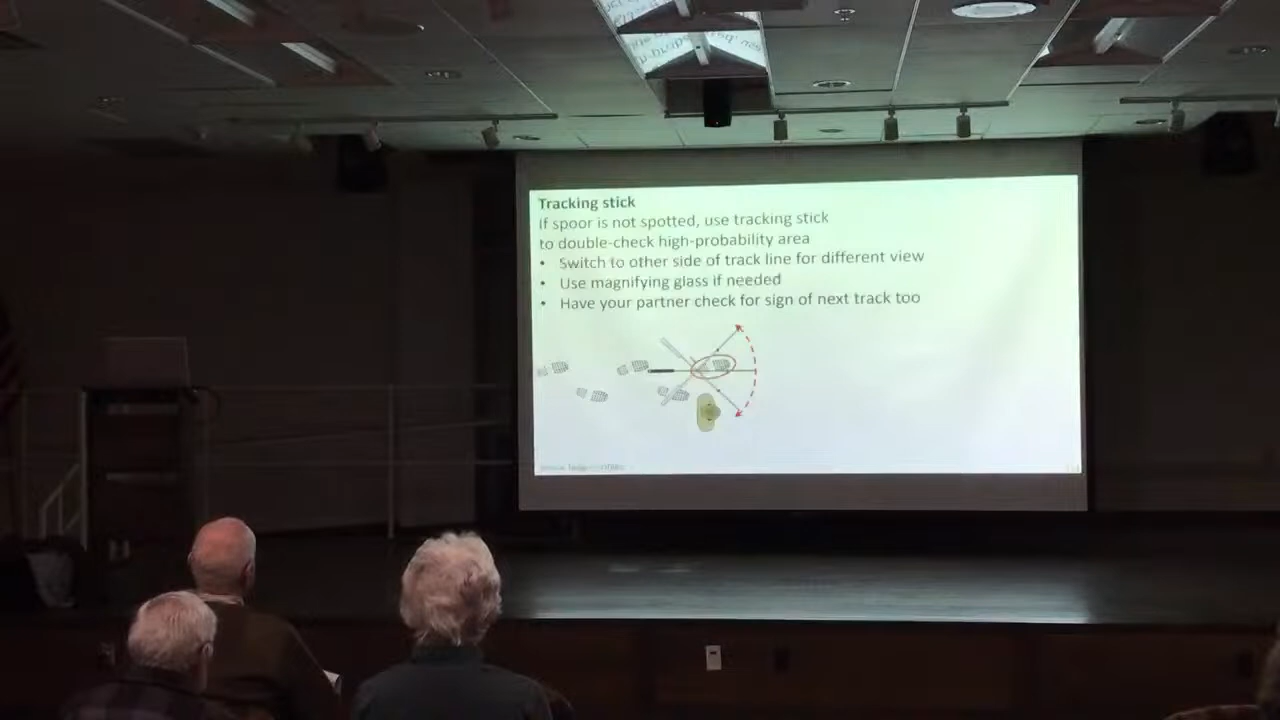 Tracking stick
If spoor is not spotted, use tracking stick
to double-check high-probability area
• Switch to other side of track line for different view
• Use magnifying glass if needed
• Have your partner check for sign of next track too